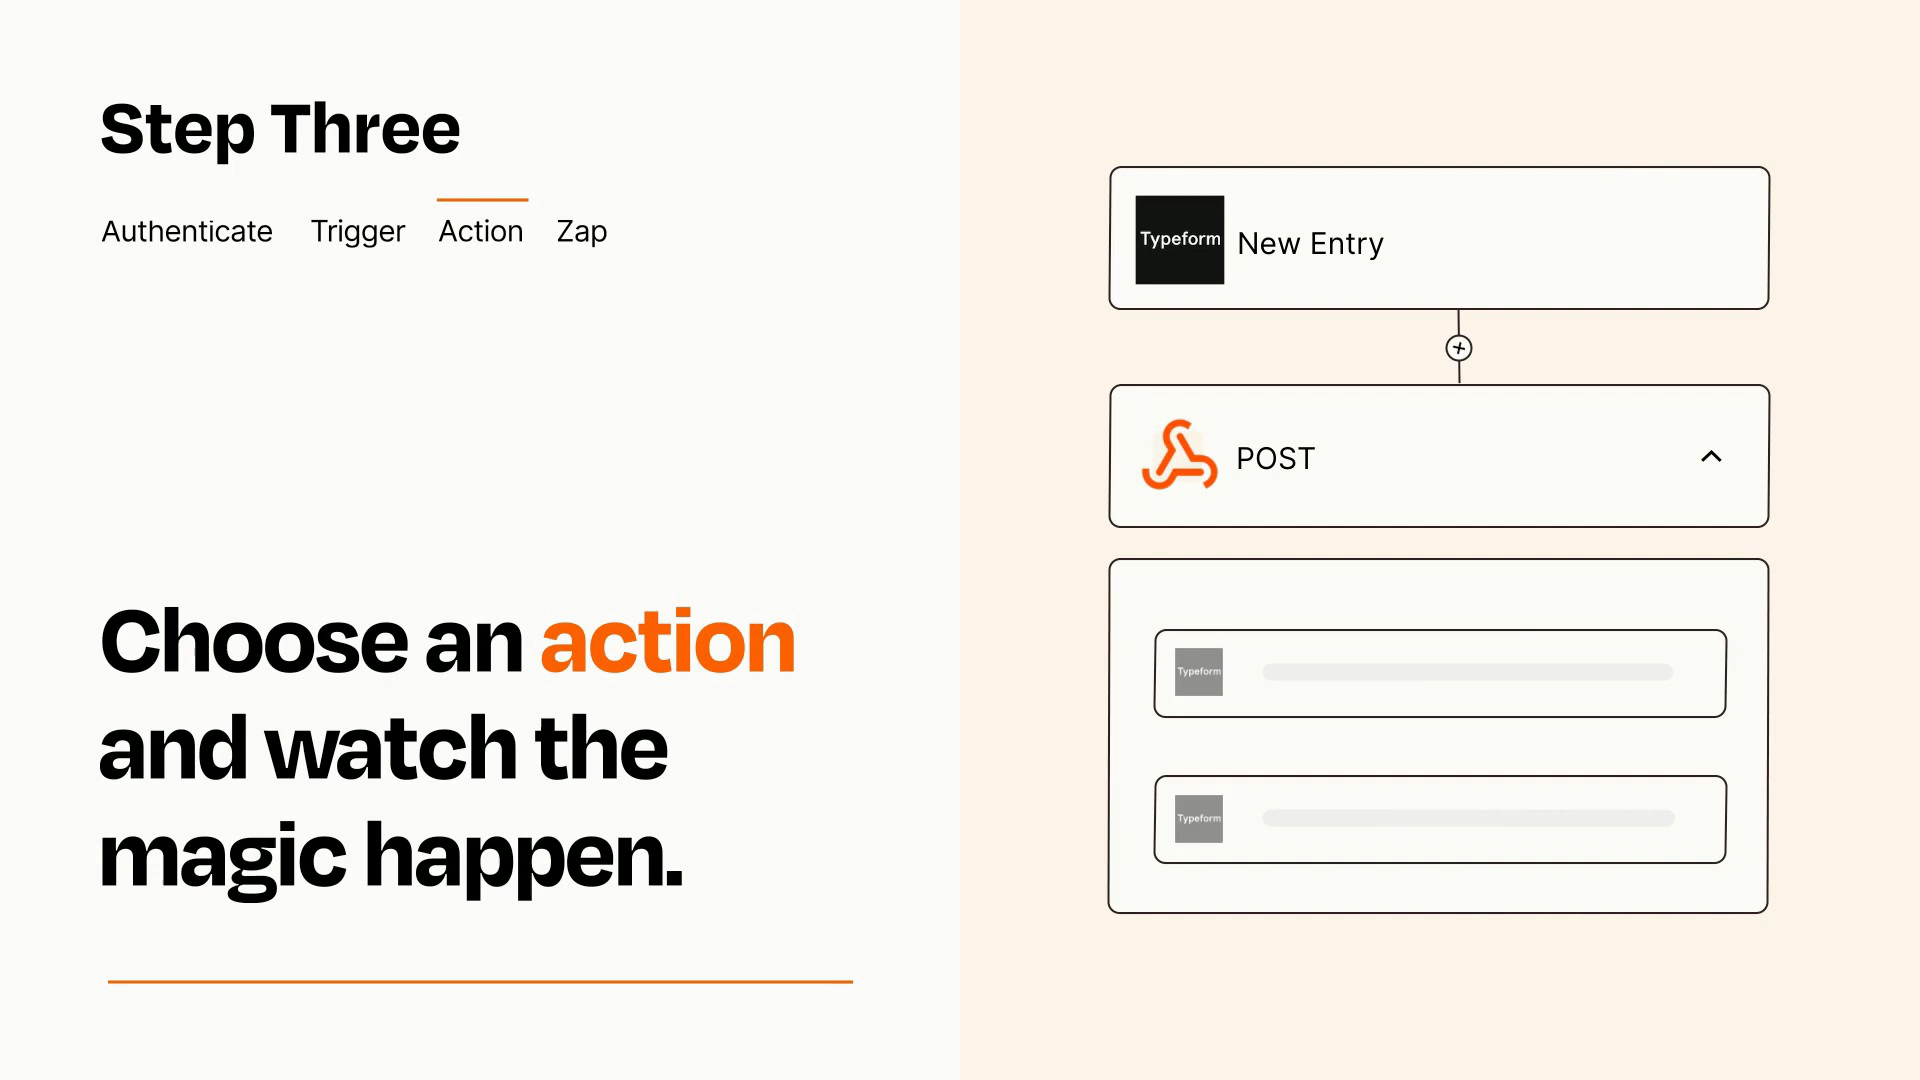 Step Three
Authenticate Trigger Action Zap
Choose an action
and watch the
magic happen.
Typeform New Entry
POST
Typeform
Typeform